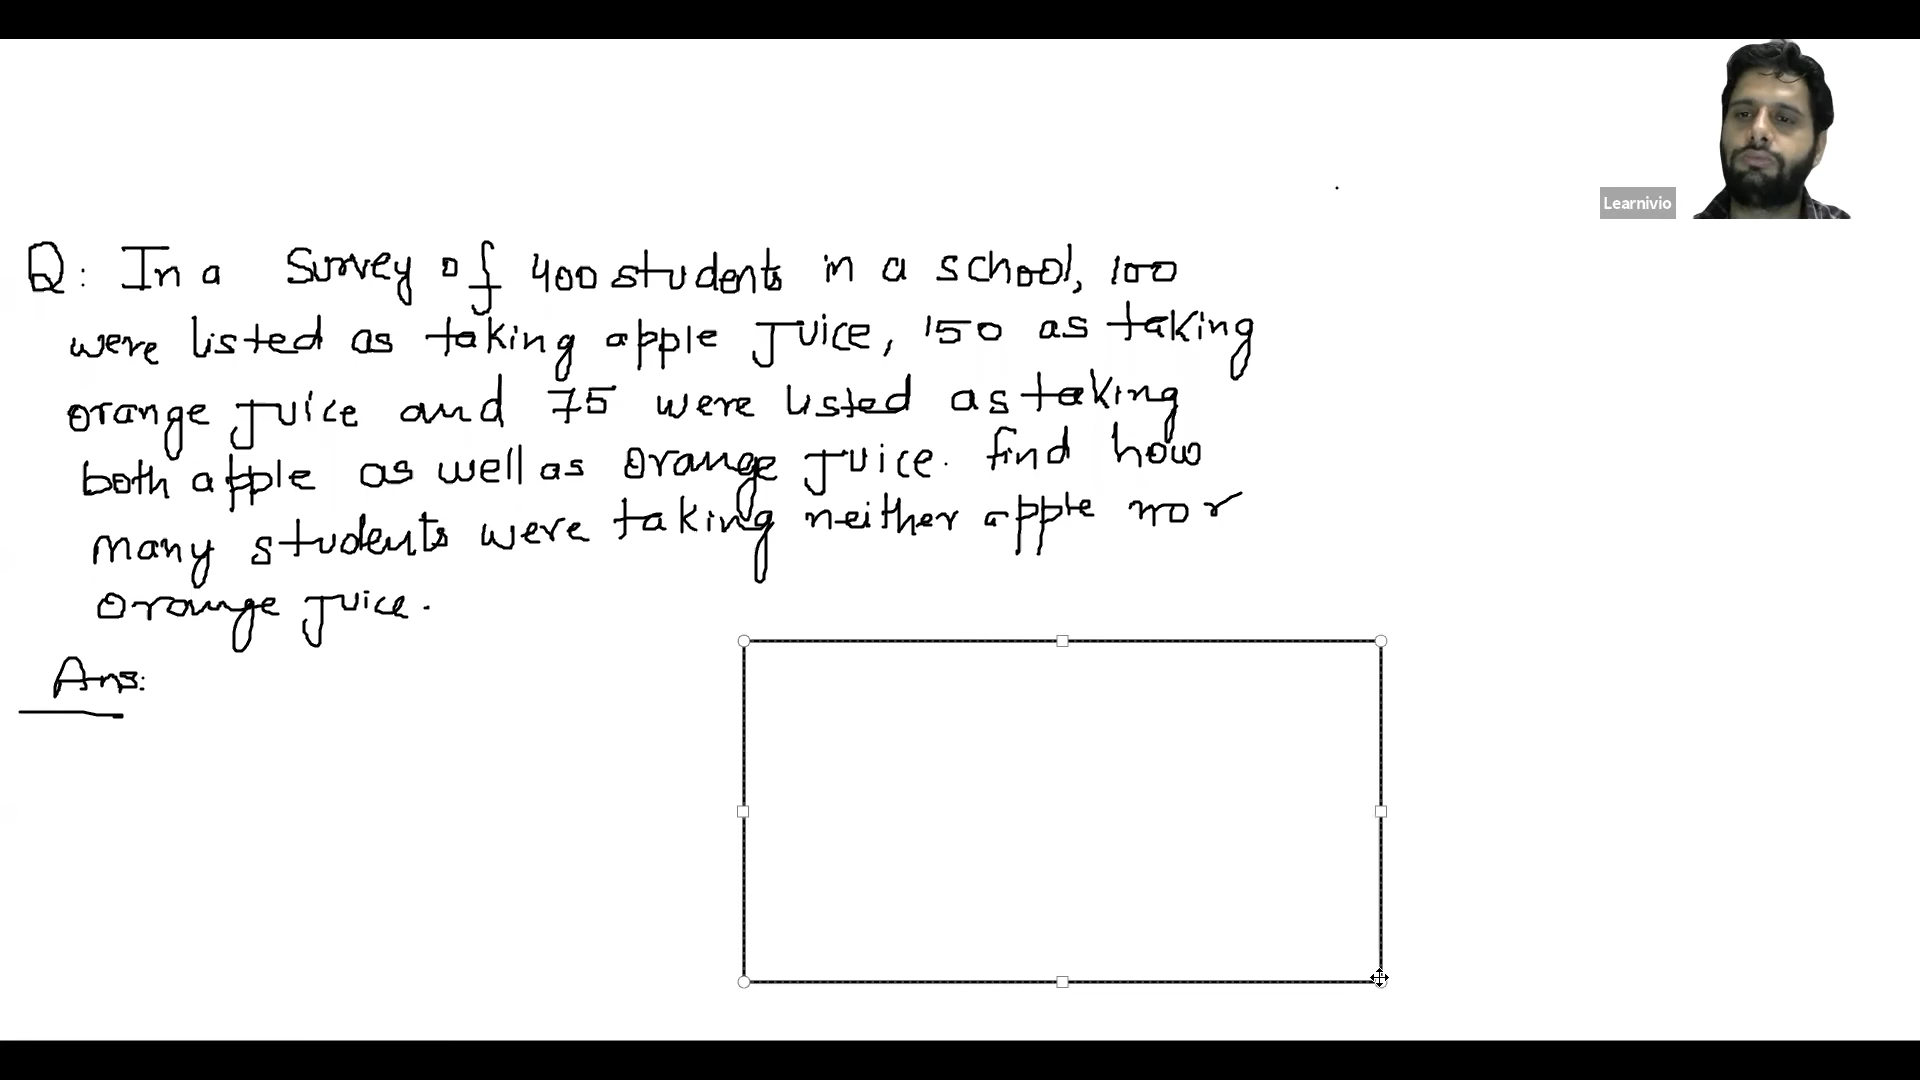 Learnivio
Q: In a Survey of 400 students in a school, 100
were listed as taking apple Juice, 150 as taking
orange Juice and 75 were listed as taking
both apple as well as orange Juice. find how
many students were taking neither apple nor
orange Juice.
Ans: